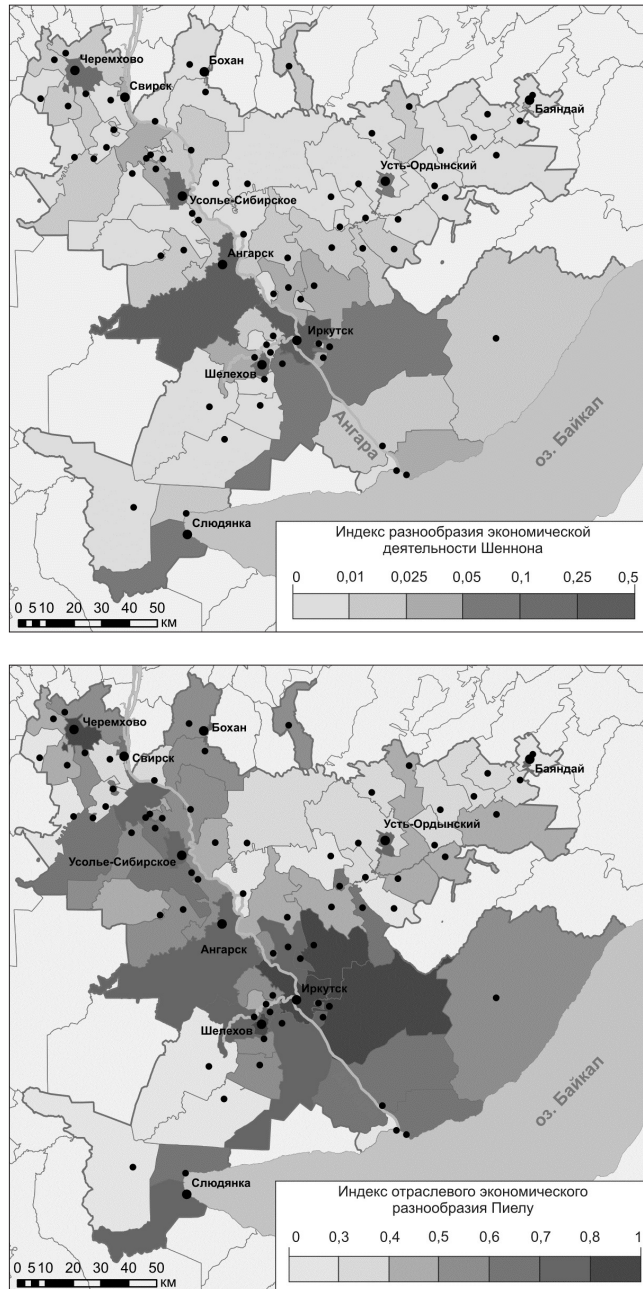 Черемхово
Бохан
Свирск
Баяндай
Усть-Ордынский
Усолье-Сибирское
Ангарск
Иркутск
Шелехов
Ангара
оз. Байкал
Слюдянка
Индекс разнообразия экономической
деятельности Шеннона
0 0,01 0,025 0,05 0,1 0,25 0,5
0 5 10 20 30 40 50
КМ
Черемхово
Бохан
Свирск
Баяндай
Усть-Ордынский
Усолье-Сибирское
Ангарск
Иркутск
Шелехов
оз. Байкал
Слюдянка
Индекс отраслевого экономического
разнообразия Пиелу
0 0,3 0,4 0,5 0,6 0,7 0,8 1
0 5 10 20 30 40 50
КМ